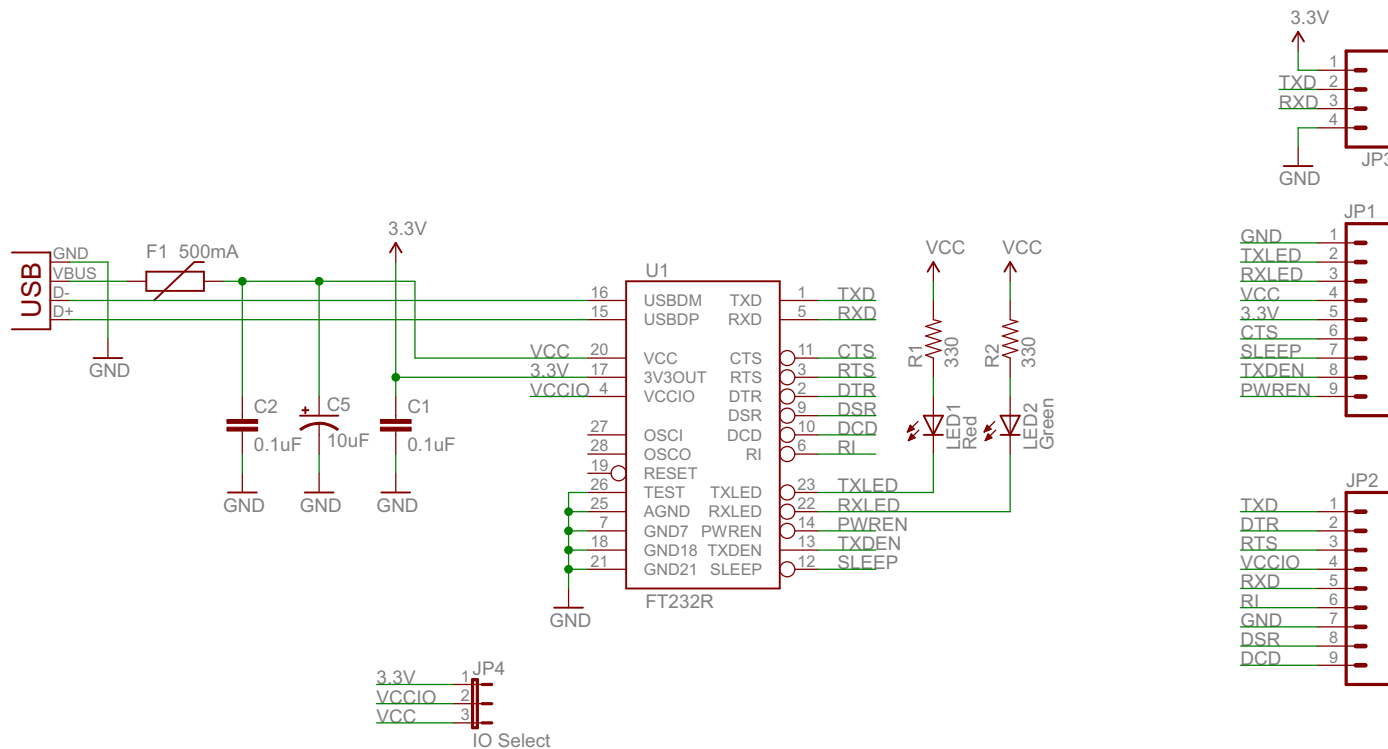 3.3V
1
TXD 2
RXD 3
4
JP3
GND
USB
GND
VBUS
D-
D+
GND
F1 500mA
3.3V
C2
0.1uF
GND
+
C5
10uF
GND
C1
0.1uF
GND
U1
16 USBDM
15 USBDP
VCC 20 VCC
3.3V 17 3V3OUT
VCCIO 4 VCCIO
27 OSCI
28 OSCO
19 RESET
26 TEST
25 AGND
7 GND7
18 GND18
21 GND21
GND
TXD 1 TXD
RXD 5 RXD
CTS 11 CTS
RTS 3 RTS
DTR 2 DTR
DSR 9 DSR
DCD 10 DCD
RI 6 RI
TXLED 23 TXLED
RXLED 22 RXLED
PWREN 14 PWREN
TXDEN 13 TXDEN
SLEEP 12 SLEEP
FT232R
VCC
R1
330
LED1
Red
VCC
R2
330
LED2
Green
JP1
GND 1
TXLED 2
RXLED 3
VCC 4
3.3V 5
CTS 6
SLEEP 7
TXDEN 8
PWREN 9
JP2
TXD 1
DTR 2
RTS 3
VCCIO 4
RXD 5
RI 6
GND 7
DSR 8
DCD 9
JP4
3.3V 1
VCCIO 2
VCC 3
IO Select